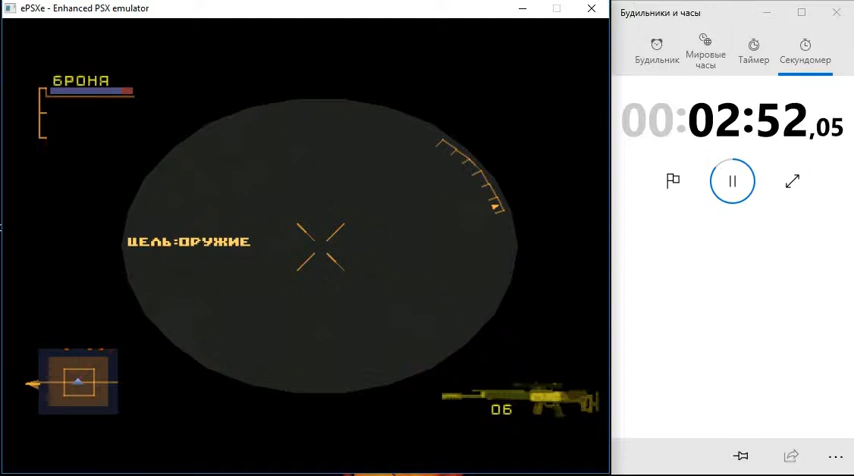 ePSXe - Enhanced PSX emulator
БРОНЯ
ЦЕЛЬ:ОРУЖИЕ
06
Будильники и часы
Будильник
Мировые часы
Таймер
Секундомер
00:02:52,05